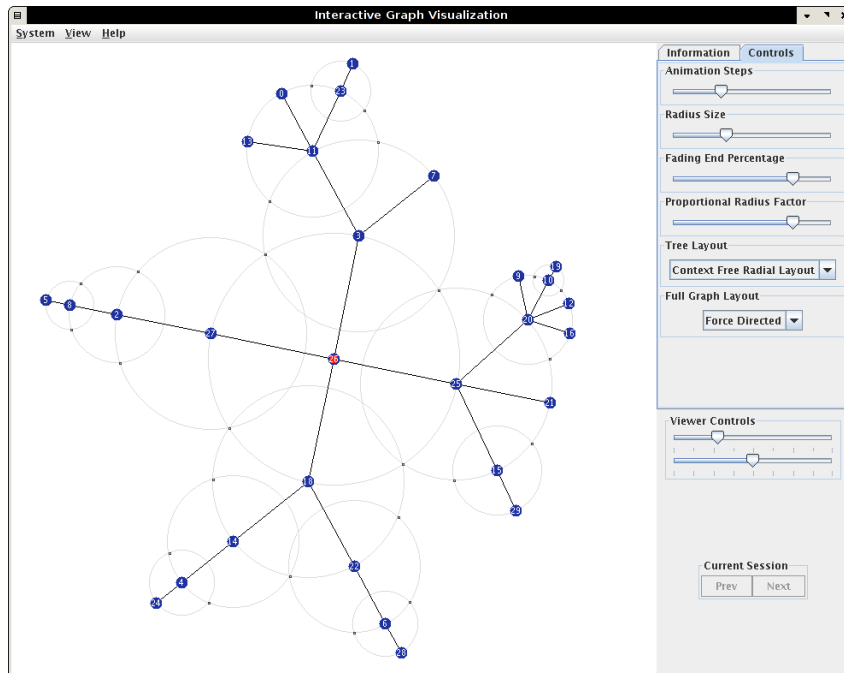 Interactive Graph Visualization
System View Help
Information Controls
Animation Steps
Radius Size
Fading End Percentage
Proportional Radius Factor
Tree Layout
Context Free Radial Layout
Full Graph Layout
Force Directed
Viewer Controls
Current Session
Prev Next
1
0
23
13
11
7
3
19
9
10
5
8
12
2
20
27
16
26
25
21
15
18
29
14
22
4
24
6
28